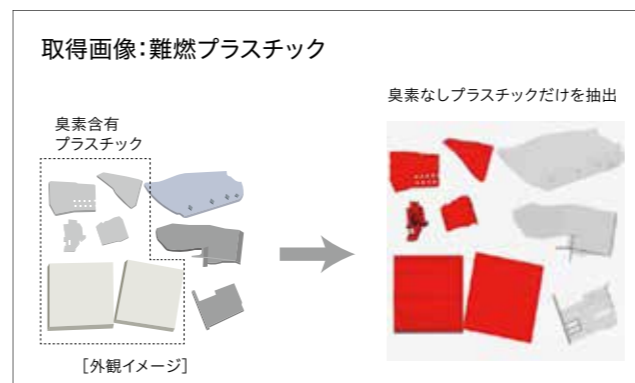 取得画像:難燃プラスチック
臭素なしプラスチックだけを抽出
臭素含有
プラスチック
[外観イメージ]